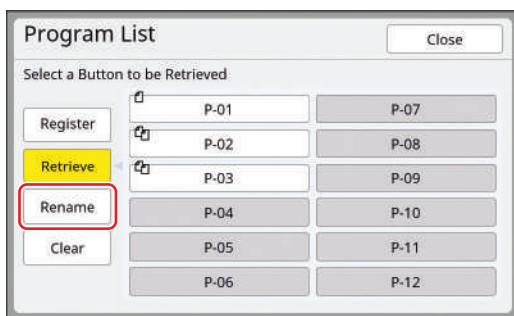 Program List
Close
Select a Button to be Retrieved
Register
Retrieve
Rename
Clear
P-01
P-02
P-03
P-04
P-05
P-06
P-07
P-08
P-09
P-10
P-11
P-12